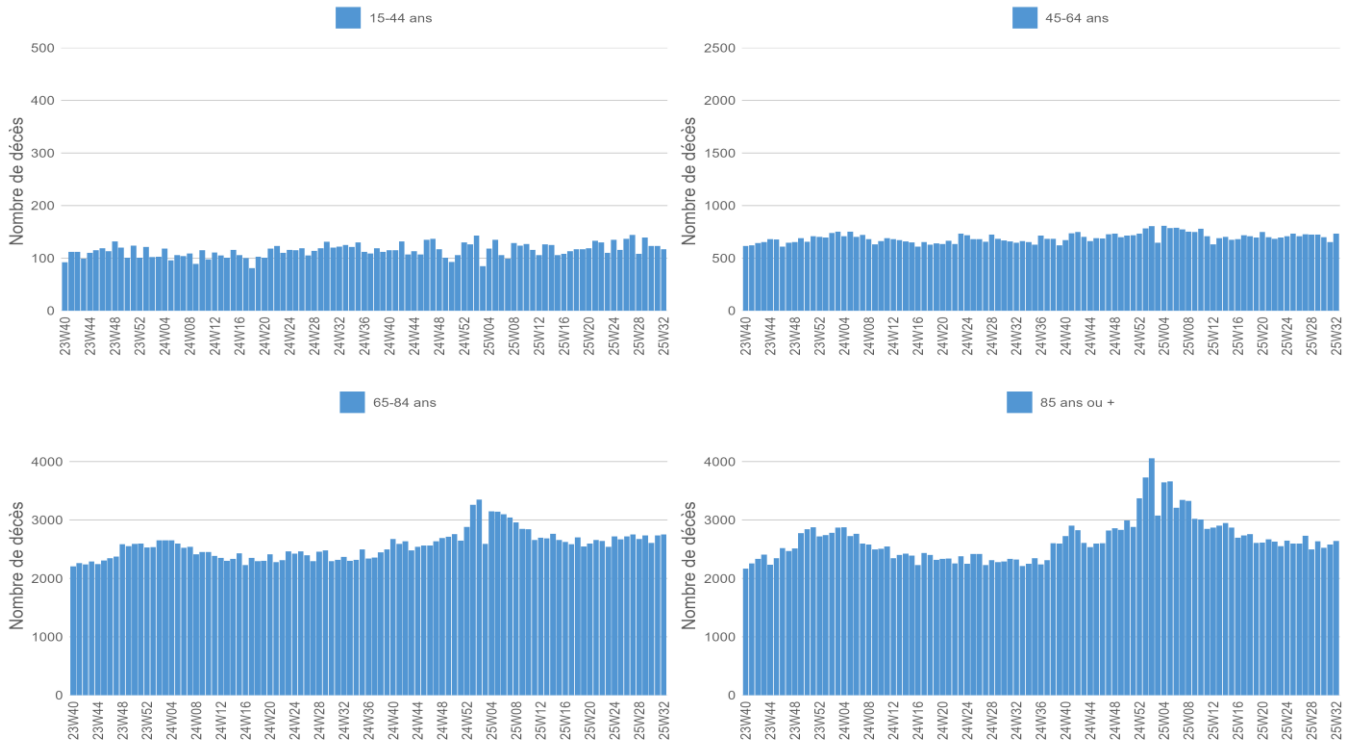 15-44 ans
Nombre de décès
500
400
300
200
100
0
23W40 23W44 23W48 23W52 24W04 24W08 24W12 24W16 24W20 24W24 24W28 24W32 24W36 24W40 24W44 24W48 24W52 25W04 25W08 25W12 25W16 25W20 25W24 25W28 25W32
45-64 ans
Nombre de décès
2500
2000
1500
1000
500
0
23W40 23W44 23W48 23W52 24W04 24W08 24W12 24W16 24W20 24W24 24W28 24W32 24W36 24W40 24W44 24W48 24W52 25W04 25W08 25W12 25W16 25W20 25W24 25W28 25W32
65-84 ans
Nombre de décès
4000
3000
2000
1000
0
23W40 23W44 23W48 23W52 24W04 24W08 24W12 24W16 24W20 24W24 24W28 24W32 24W36 24W40 24W44 24W48 24W52 25W04 25W08 25W12 25W16 25W20 25W24 25W28 25W32
85 ans ou +
Nombre de décès
4000
3000
2000
1000
0
23W40 23W44 23W48 23W52 24W04 24W08 24W12 24W16 24W20 24W24 24W28 24W32 24W36 24W40 24W44 24W48 24W52 25W04 25W08 25W12 25W16 25W20 25W24 25W28 25W32